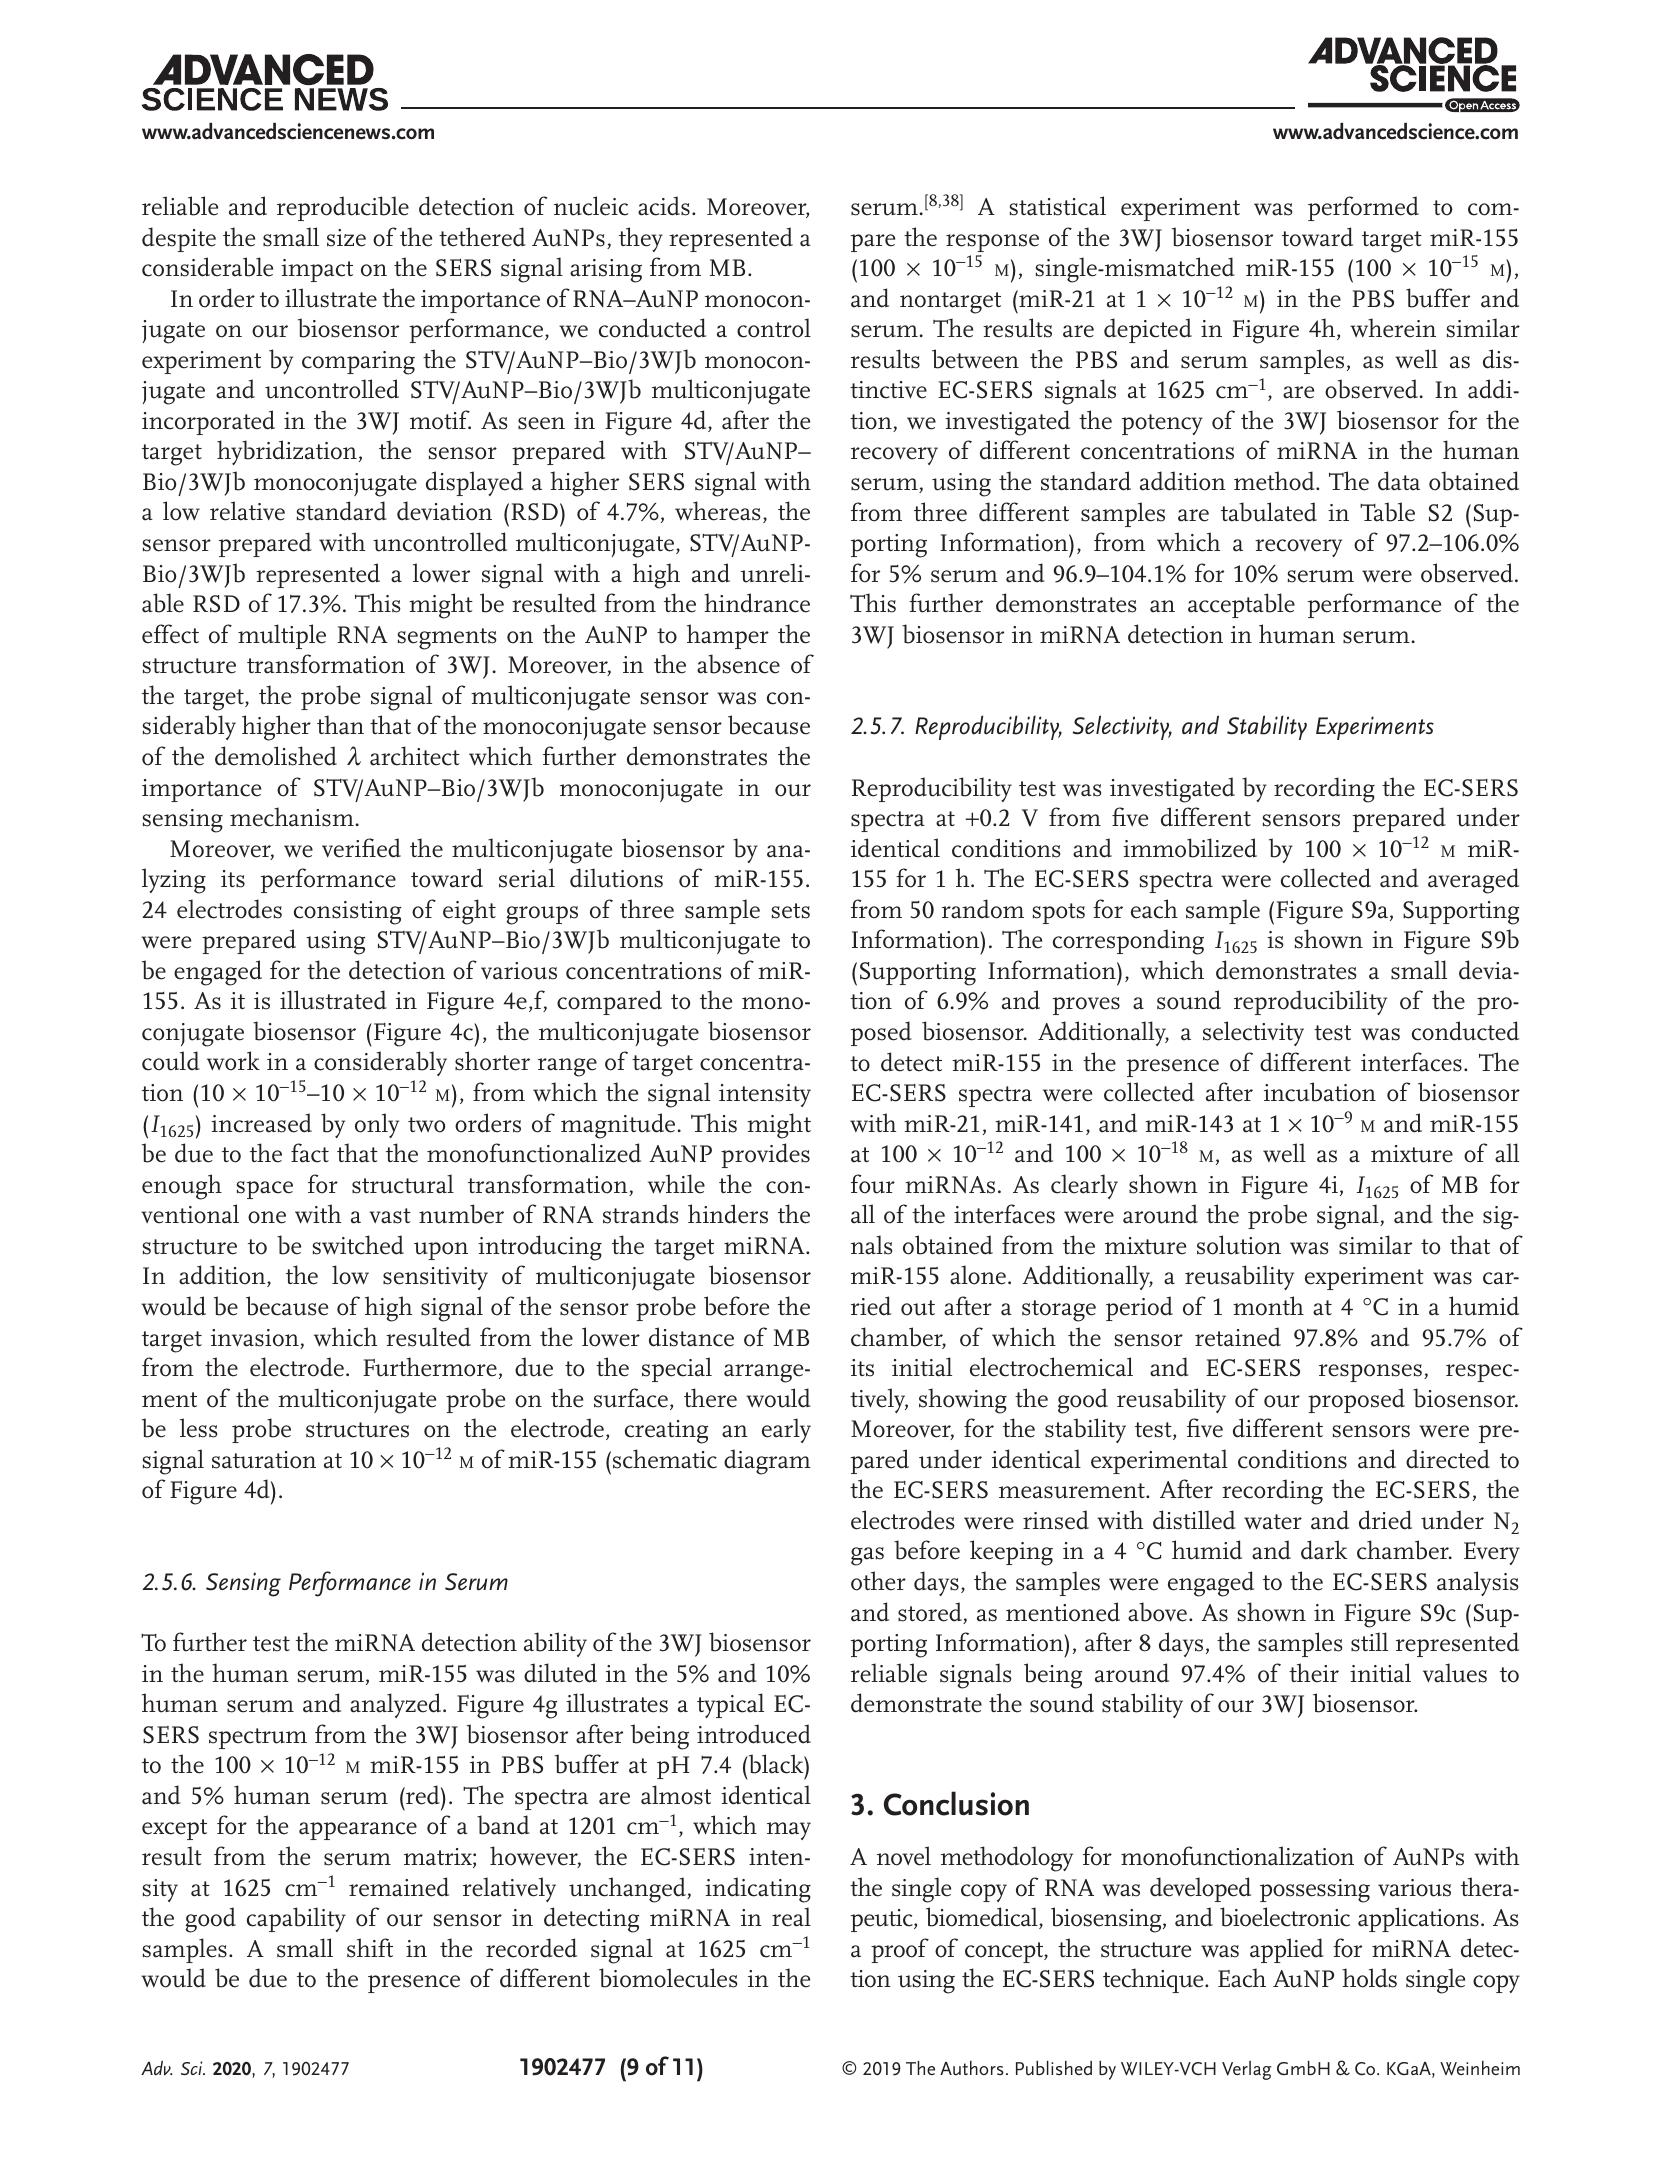 ADVANCED
SCIENCE NEWS
www.advancedsciencenews.com
ADVANCED
SCIENCE
Open Access
www.advancedscience.com
reliable and reproducible detection of nucleic acids. Moreover,
despite the small size of the tethered AuNPs, they represented a
considerable impact on the SERS signal arising from MB.
In order to illustrate the importance of RNA–AuNP monocon-
jugate on our biosensor performance, we conducted a control
experiment by comparing the STV/AuNP–Bio/3WJb monocon-
jugate and uncontrolled STV/AuNP–Bio/3WJb multiconjugate
incorporated in the 3WJ motif. As seen in Figure 4d, after the
target hybridization, the sensor prepared with STV/AuNP–
Bio/3WJb monoconjugate displayed a higher SERS signal with
a low relative standard deviation (RSD) of 4.7%, whereas, the
sensor prepared with uncontrolled multiconjugate, STV/AuNP-
Bio/3WJb represented a lower signal with a high and unreli-
able RSD of 17.3%. This might be resulted from the hindrance
effect of multiple RNA segments on the AuNP to hamper the
structure transformation of 3WJ. Moreover, in the absence of
the target, the probe signal of multiconjugate sensor was con-
siderably higher than that of the monoconjugate sensor because
of the demolished λ architect which further demonstrates the
importance of STV/AuNP–Bio/3WJb monoconjugate in our
sensing mechanism.
Moreover, we verified the multiconjugate biosensor by ana-
lyzing its performance toward serial dilutions of miR-155.
24 electrodes consisting of eight groups of three sample sets
were prepared using STV/AuNP–Bio/3WJb multiconjugate to
be engaged for the detection of various concentrations of miR-
155. As it is illustrated in Figure 4e,f, compared to the mono-
conjugate biosensor (Figure 4c), the multiconjugate biosensor
could work in a considerably shorter range of target concentra-
tion (10 × 10⁻¹⁵–10 × 10⁻¹² M), from which the signal intensity
(I₁₆₂₅) increased by only two orders of magnitude. This might
be due to the fact that the monofunctionalized AuNP provides
enough space for structural transformation, while the con-
ventional one with a vast number of RNA strands hinders the
structure to be switched upon introducing the target miRNA.
In addition, the low sensitivity of multiconjugate biosensor
would be because of high signal of the sensor probe before the
target invasion, which resulted from the lower distance of MB
from the electrode. Furthermore, due to the special arrange-
ment of the multiconjugate probe on the surface, there would
be less probe structures on the electrode, creating an early
signal saturation at 10 × 10⁻¹² M of miR-155 (schematic diagram
of Figure 4d).
2.5.6. Sensing Performance in Serum
To further test the miRNA detection ability of the 3WJ biosensor
in the human serum, miR-155 was diluted in the 5% and 10%
human serum and analyzed. Figure 4g illustrates a typical EC-
SERS spectrum from the 3WJ biosensor after being introduced
to the 100 × 10⁻¹² M miR-155 in PBS buffer at pH 7.4 (black)
and 5% human serum (red). The spectra are almost identical
except for the appearance of a band at 1201 cm⁻¹, which may
result from the serum matrix; however, the EC-SERS inten-
sity at 1625 cm⁻¹ remained relatively unchanged, indicating
the good capability of our sensor in detecting miRNA in real
samples. A small shift in the recorded signal at 1625 cm⁻¹
would be due to the presence of different biomolecules in the
serum.[8,38] A statistical experiment was performed to com-
pare the response of the 3WJ biosensor toward target miR-155
(100 × 10⁻¹⁵ M), single-mismatched miR-155 (100 × 10⁻¹⁵ M),
and nontarget (miR-21 at 1 × 10⁻¹² M) in the PBS buffer and
serum. The results are depicted in Figure 4h, wherein similar
results between the PBS and serum samples, as well as dis-
tinctive EC-SERS signals at 1625 cm⁻¹, are observed. In addi-
tion, we investigated the potency of the 3WJ biosensor for the
recovery of different concentrations of miRNA in the human
serum, using the standard addition method. The data obtained
from three different samples are tabulated in Table S2 (Sup-
porting Information), from which a recovery of 97.2–106.0%
for 5% serum and 96.9–104.1% for 10% serum were observed.
This further demonstrates an acceptable performance of the
3WJ biosensor in miRNA detection in human serum.
2.5.7. Reproducibility, Selectivity, and Stability Experiments
Reproducibility test was investigated by recording the EC-SERS
spectra at +0.2 V from five different sensors prepared under
identical conditions and immobilized by 100 × 10⁻¹² M miR-
155 for 1 h. The EC-SERS spectra were collected and averaged
from 50 random spots for each sample (Figure S9a, Supporting
Information). The corresponding I₁₆₂₅ is shown in Figure S9b
(Supporting Information), which demonstrates a small devia-
tion of 6.9% and proves a sound reproducibility of the pro-
posed biosensor. Additionally, a selectivity test was conducted
to detect miR-155 in the presence of different interfaces. The
EC-SERS spectra were collected after incubation of biosensor
with miR-21, miR-141, and miR-143 at 1 × 10⁻⁹ M and miR-155
at 100 × 10⁻¹² and 100 × 10⁻¹⁸ M, as well as a mixture of all
four miRNAs. As clearly shown in Figure 4i, I₁₆₂₅ of MB for
all of the interfaces were around the probe signal, and the sig-
nals obtained from the mixture solution was similar to that of
miR-155 alone. Additionally, a reusability experiment was car-
ried out after a storage period of 1 month at 4 °C in a humid
chamber, of which the sensor retained 97.8% and 95.7% of
its initial electrochemical and EC-SERS responses, respec-
tively, showing the good reusability of our proposed biosensor.
Moreover, for the stability test, five different sensors were pre-
pared under identical experimental conditions and directed to
the EC-SERS measurement. After recording the EC-SERS, the
electrodes were rinsed with distilled water and dried under N₂
gas before keeping in a 4 °C humid and dark chamber. Every
other days, the samples were engaged to the EC-SERS analysis
and stored, as mentioned above. As shown in Figure S9c (Sup-
porting Information), after 8 days, the samples still represented
reliable signals being around 97.4% of their initial values to
demonstrate the sound stability of our 3WJ biosensor.
3. Conclusion
A novel methodology for monofunctionalization of AuNPs with
the single copy of RNA was developed possessing various thera-
peutic, biomedical, biosensing, and bioelectronic applications. As
a proof of concept, the structure was applied for miRNA detec-
tion using the EC-SERS technique. Each AuNP holds single copy
Adv. Sci. 2020, 7, 1902477
1902477 (9 of 11)
© 2019 The Authors. Published by WILEY-VCH Verlag GmbH & Co. KGaA, Weinheim